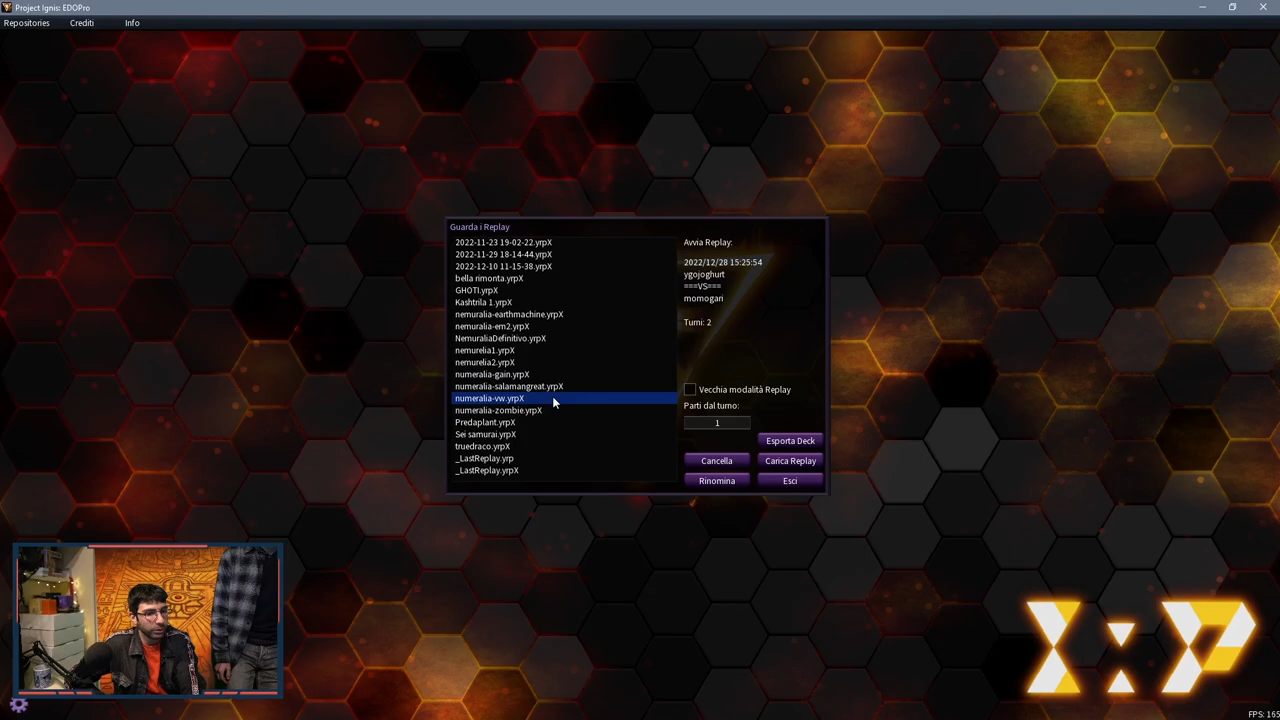 Project Ignis: EDOPro
Repositories Crediti Info
Guarda i Replay
2022-11-23 19-02-22.yrpX
2022-11-29 18-14-44.yrpX
2022-12-10 11-15-38.yrpX
bella rimonta.yrpX
GHOTI.yrpX
Kashtrila 1.yrpX
nemuralia-earthmachine.yrpX
nemuralia-em2.yrpX
NemuraliaDefinitivo.yrpX
nemurelia1.yrpX
nemurelia2.yrpX
numeralia-gain.yrpX
numeralia-salamangreat.yrpX
numeralia-vw.yrpX
numeralia-zombie.yrpX
Predaplant.yrpX
Sei samurai.yrpX
truedraco.yrpX
_LastReplay.yrp
_LastReplay.yrpX
Avvia Replay:
2022/12/28 15:25:54
ygojoghurt
===VS===
momogari
Turni: 2
Vecchia modalità Replay
Parti dal turno:
1
Esporta Deck
Cancella Carica Replay
Rinomina Esci
I:P
FPS: 165